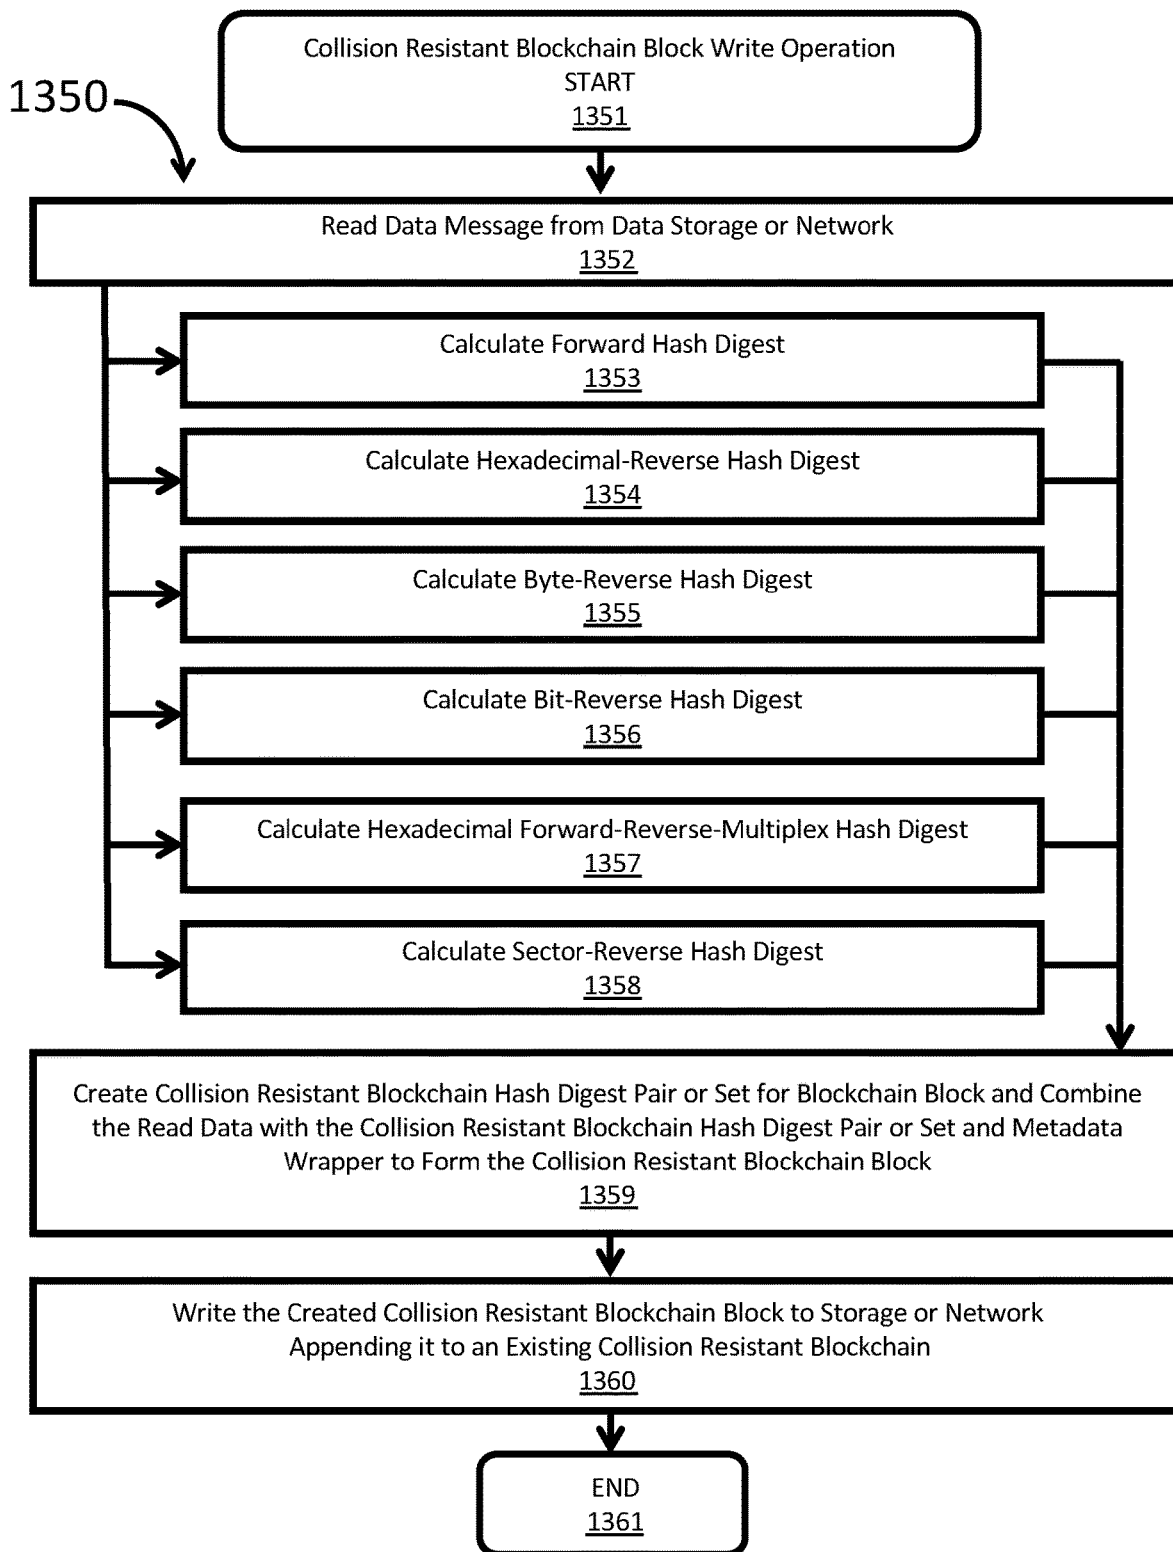 Collision Resistant Blockchain Block Write Operation
START
1351
1350
Read Data Message from Data Storage or Network
1352
Calculate Forward Hash Digest
1353
Calculate Hexadecimal-Reverse Hash Digest
1354
Calculate Byte-Reverse Hash Digest
1355
Calculate Bit-Reverse Hash Digest
1356
Calculate Hexadecimal Forward-Reverse-Multiplex Hash Digest
1357
Calculate Sector-Reverse Hash Digest
1358
Create Collision Resistant Blockchain Hash Digest Pair or Set for Blockchain Block and Combine
the Read Data with the Collision Resistant Blockchain Hash Digest Pair or Set and Metadata
Wrapper to Form the Collision Resistant Blockchain Block
1359
Write the Created Collision Resistant Blockchain Block to Storage or Network
Appending it to an Existing Collision Resistant Blockchain
1360
END
1361